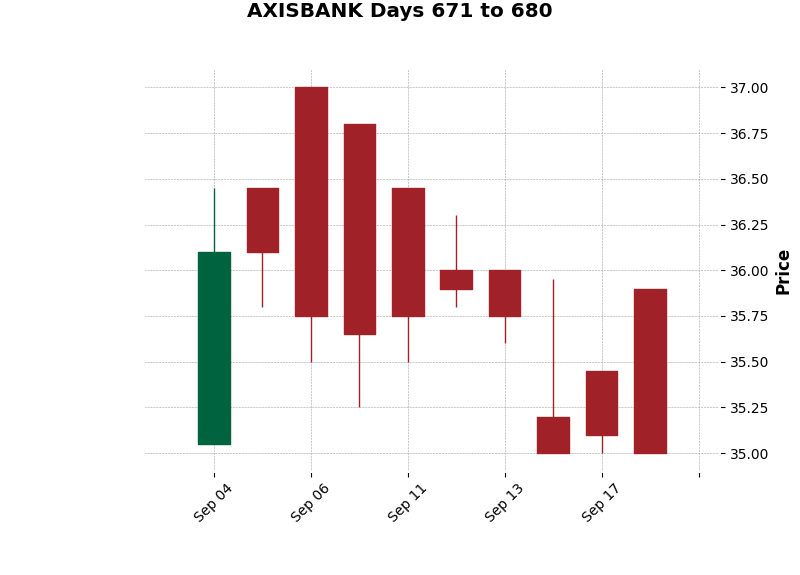 AXISBANK Days 671 to 680
37.00
36.75
36.50
36.25
36.00
35.75
35.50
35.25
35.00
Price
Sep 04
Sep 06
Sep 11
Sep 13
Sep 17